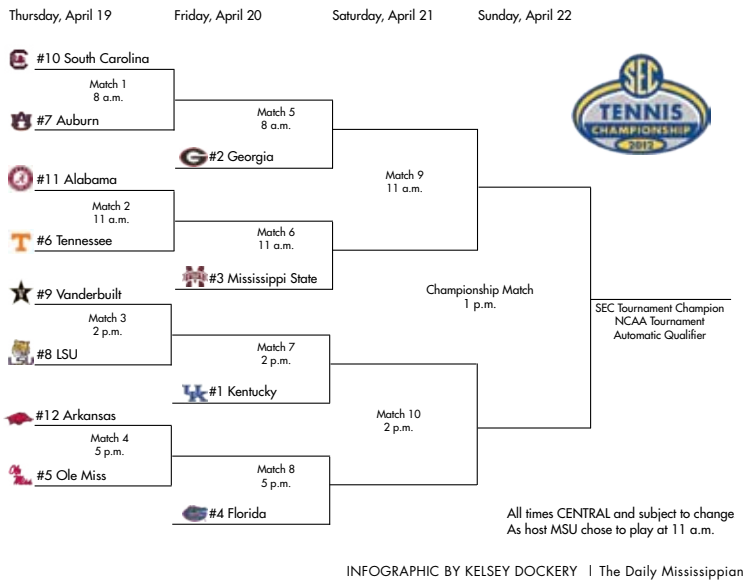 Thursday, April 19
Friday, April 20
Saturday, April 21
Sunday, April 22
#10 South Carolina
Match 1
8 a.m.
#7 Auburn
Match 5
8 a.m.
#2 Georgia
#11 Alabama
Match 2
11 a.m.
#6 Tennessee
Match 6
11 a.m.
#3 Mississippi State
Match 9
11 a.m.
#9 Vanderbuilt
Match 3
2 p.m.
LSU
#8 LSU
Match 7
2 p.m.
#1 Kentucky
#12 Arkansas
Match 4
5 p.m.
Ole Miss
#5 Ole Miss
Match 8
5 p.m.
#4 Florida
Match 10
2 p.m.
Championship Match
1 p.m.
SEC Tournament Champion
NCAA Tournament
Automatic Qualifier
SEC
TENNIS
CHAMPIONSHIP
2012
All times CENTRAL and subject to change
As host MSU chose to play at 11 a.m.
INFOGRAPHIC BY KELSEY DOCKERY | The Daily Mississippian